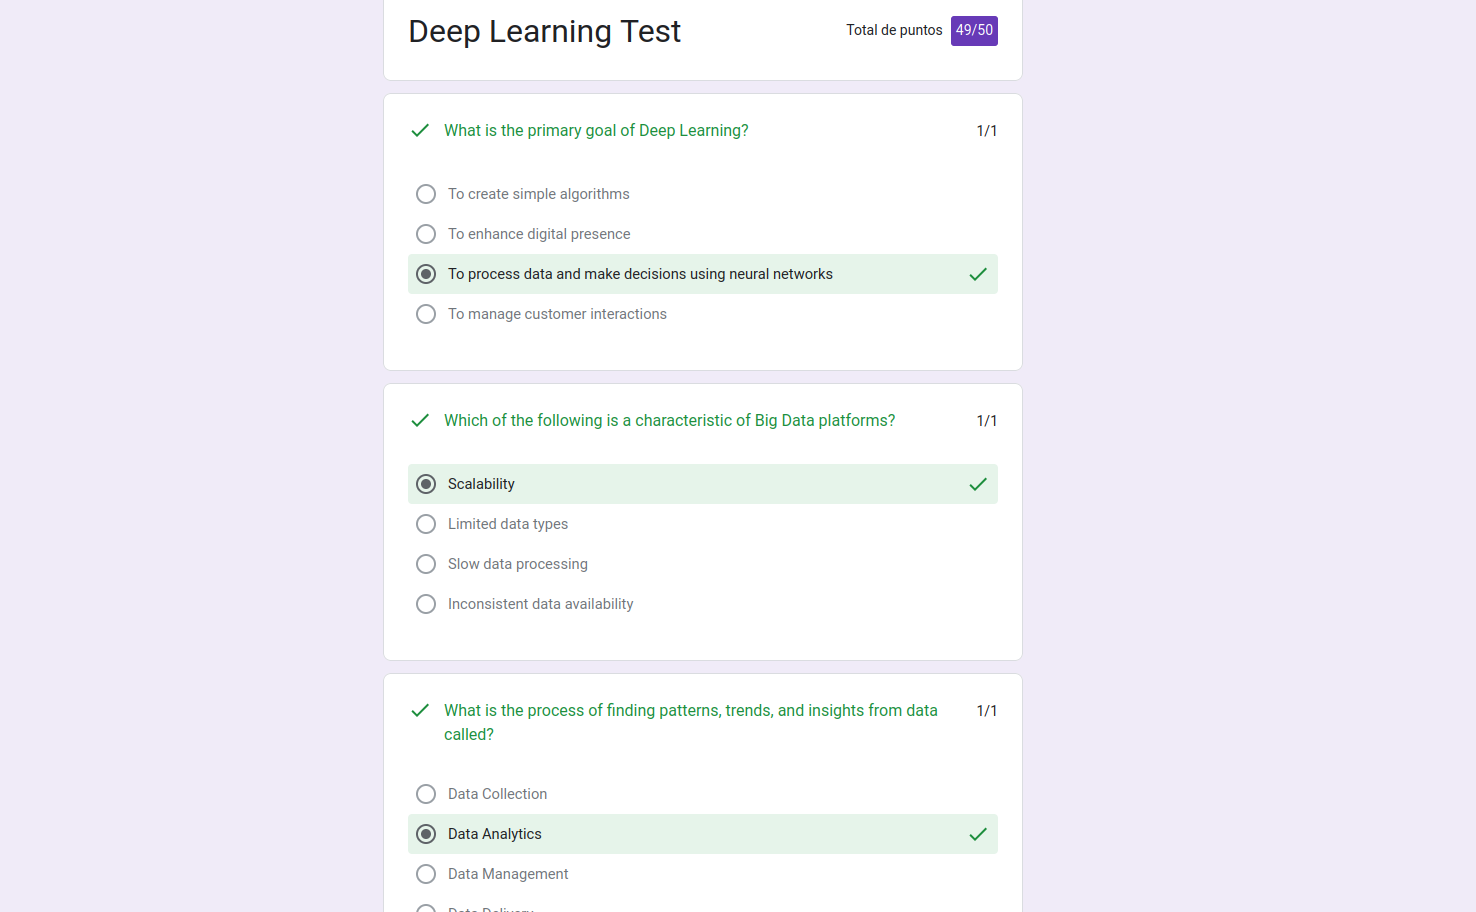 Deep Learning Test
Total de puntos 49/50
What is the primary goal of Deep Learning? 1/1
To create simple algorithms
To enhance digital presence
To process data and make decisions using neural networks
To manage customer interactions
Which of the following is a characteristic of Big Data platforms? 1/1
Scalability
Limited data types
Slow data processing
Inconsistent data availability
What is the process of finding patterns, trends, and insights from data 1/1
called?
Data Collection
Data Analytics
Data Management
Data Delivery